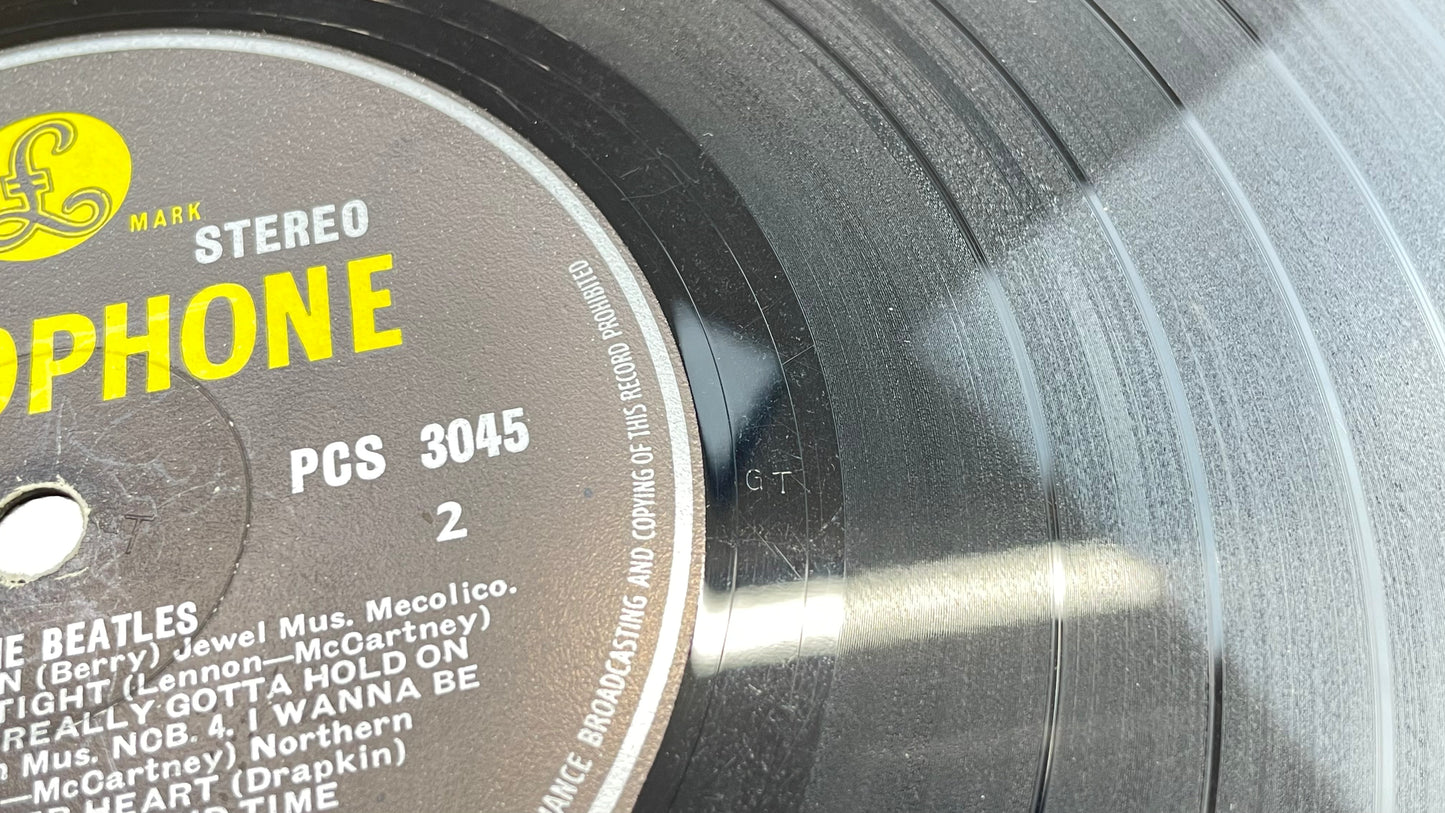 £
MARK
STEREO
OPHONE
PCS 3045
2
T
G T
HE BEATLES
N (Berry) Jewel Mus. Mecolico.
TIGHT (Lennon—McCartney)
REALLY GOTTA HOLD ON
Mus. NCB. 4. I WANNA BE
—McCartney) Northern
HEART (Drapkin)
TIME
ANCE BROADCASTING AND COPYING OF THIS RECORD PROHIBITED